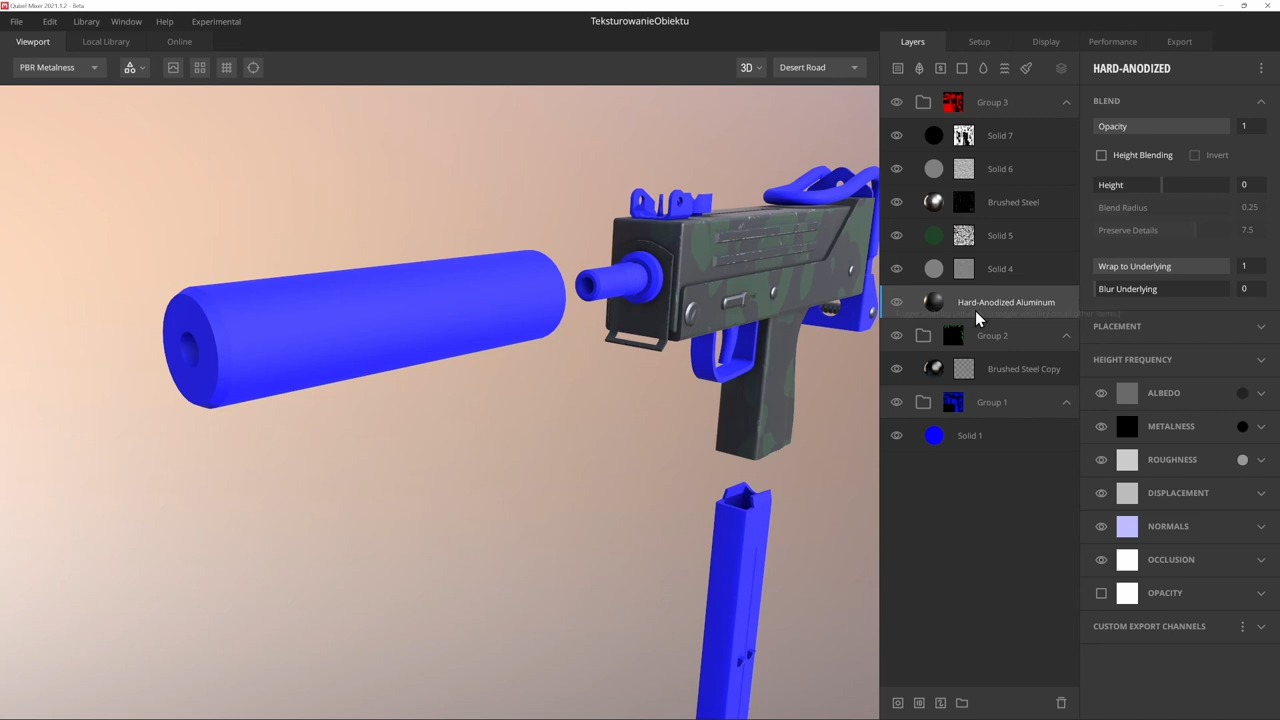 Quixel Mixer 2021.1.2 - Beta
File Edit Library Window Help Experimental
TeksturowanieObiektu
Viewport Local Library Online
Layers Setup Display Performance Export
PBR Metalness
3D
Desert Road
HARD-ANODIZED
BLEND
Opacity 1
Height Blending Invert
Height 0
Blend Radius 0.25
Preserve Details 7.5
Wrap to Underlying 1
Blur Underlying 0
PLACEMENT
HEIGHT FREQUENCY
ALBEDO
METALNESS
ROUGHNESS
DISPLACEMENT
NORMALS
OCCLUSION
OPACITY
CUSTOM EXPORT CHANNELS
Group 3
Solid 7
Solid 6
Brushed Steel
Solid 5
Solid 4
Hard-Anodized Aluminum
Group 2
Brushed Steel Copy
Group 1
Solid 1